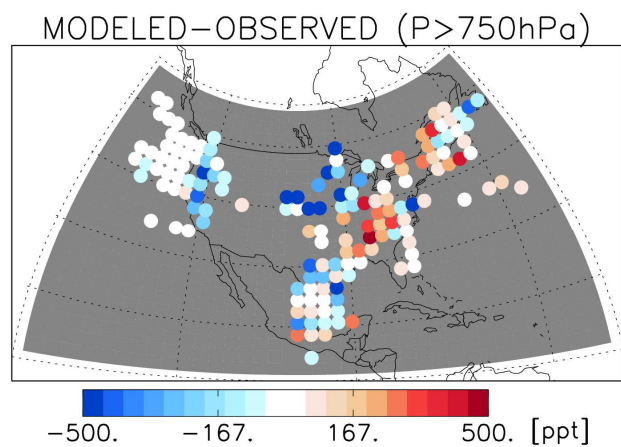 MODELED-OBSERVED (P>750hPa)
-500. -167. 167. 500. [ppt]